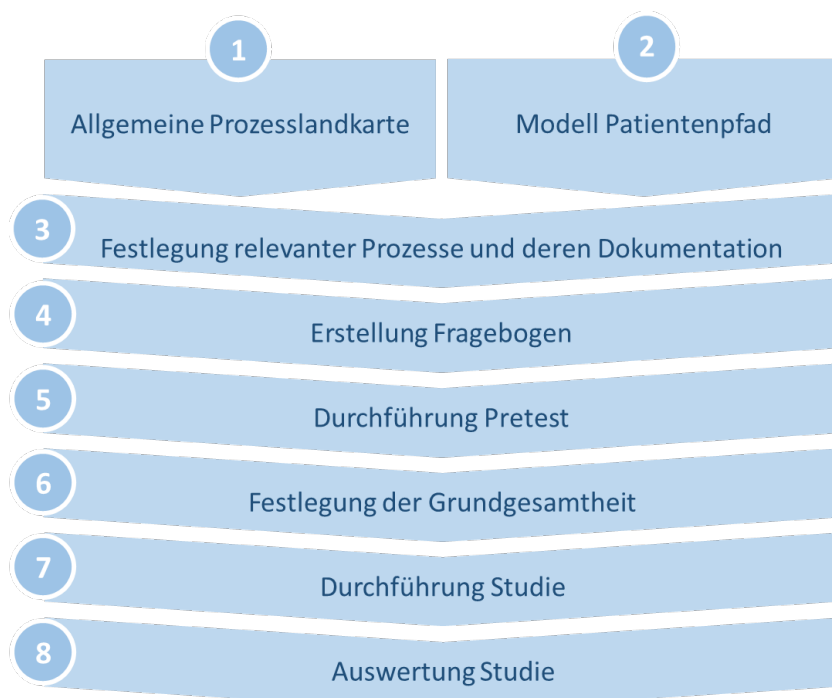 1
2
Allgemeine Prozesslandkarte
Modell Patientenpfad
3
Festlegung relevanter Prozesse und deren Dokumentation
4
Erstellung Fragebogen
5
Durchführung Pretest
6
Festlegung der Grundgesamtheit
7
Durchführung Studie
8
Auswertung Studie